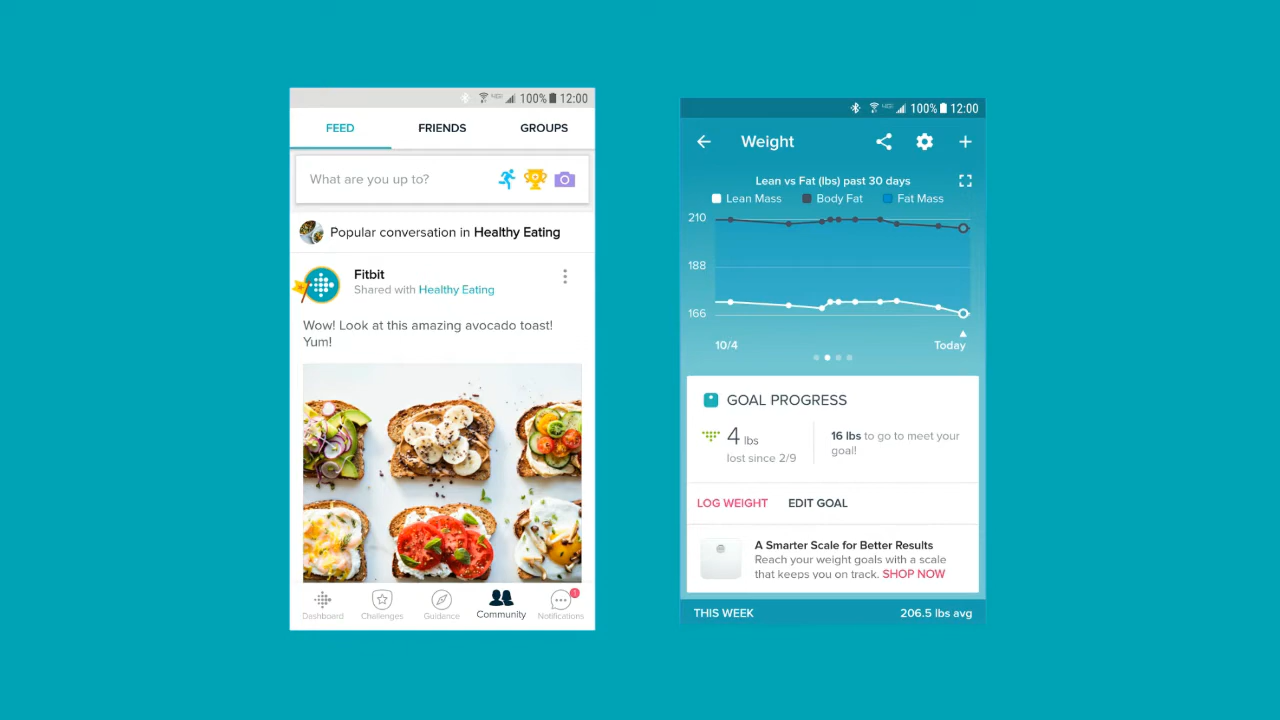 100% 12:00
FEED FRIENDS GROUPS
What are you up to?
Popular conversation in Healthy Eating
Fitbit
Shared with Healthy Eating
Wow! Look at this amazing avocado toast!
Yum!
Dashboard Challenges Guidance Community Notifications
1
100% 12:00
Weight
Lean vs Fat (lbs) past 30 days
Lean Mass Body Fat Fat Mass
210
188
166
10/4 Today
GOAL PROGRESS
4 lbs
lost since 2/9
16 lbs to go to meet your
goal!
LOG WEIGHT EDIT GOAL
A Smarter Scale for Better Results
Reach your weight goals with a scale
that keeps you on track. SHOP NOW
THIS WEEK 206.5 lbs avg